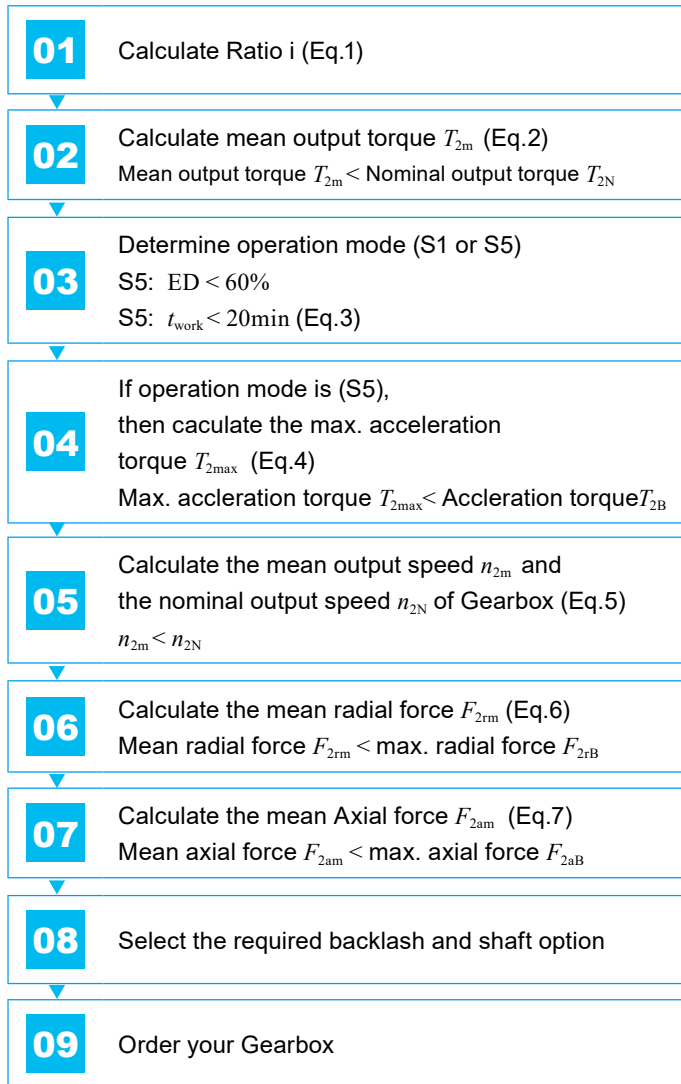 01
Calculate Ratio i (Eq.1)
02
Calculate mean output torque T2m (Eq.2)
Mean output torque T2m < Nominal output torque T2N
03
Determine operation mode (S1 or S5)
S5: ED < 60%
S5: twork < 20min (Eq.3)
04
If operation mode is (S5),
then caculate the max. acceleration
torque T2max (Eq.4)
Max. accleration torque T2max< Accleration torqueT2B
05
Calculate the mean output speed n2m and
the nominal output speed n2N of Gearbox (Eq.5)
n2m < n2N
06
Calculate the mean radial force F2rm (Eq.6)
Mean radial force F2rm < max. radial force F2rB
07
Calculate the mean Axial force F2am (Eq.7)
Mean axial force F2am < max. axial force F2aB
08
Select the required backlash and shaft option
09
Order your Gearbox